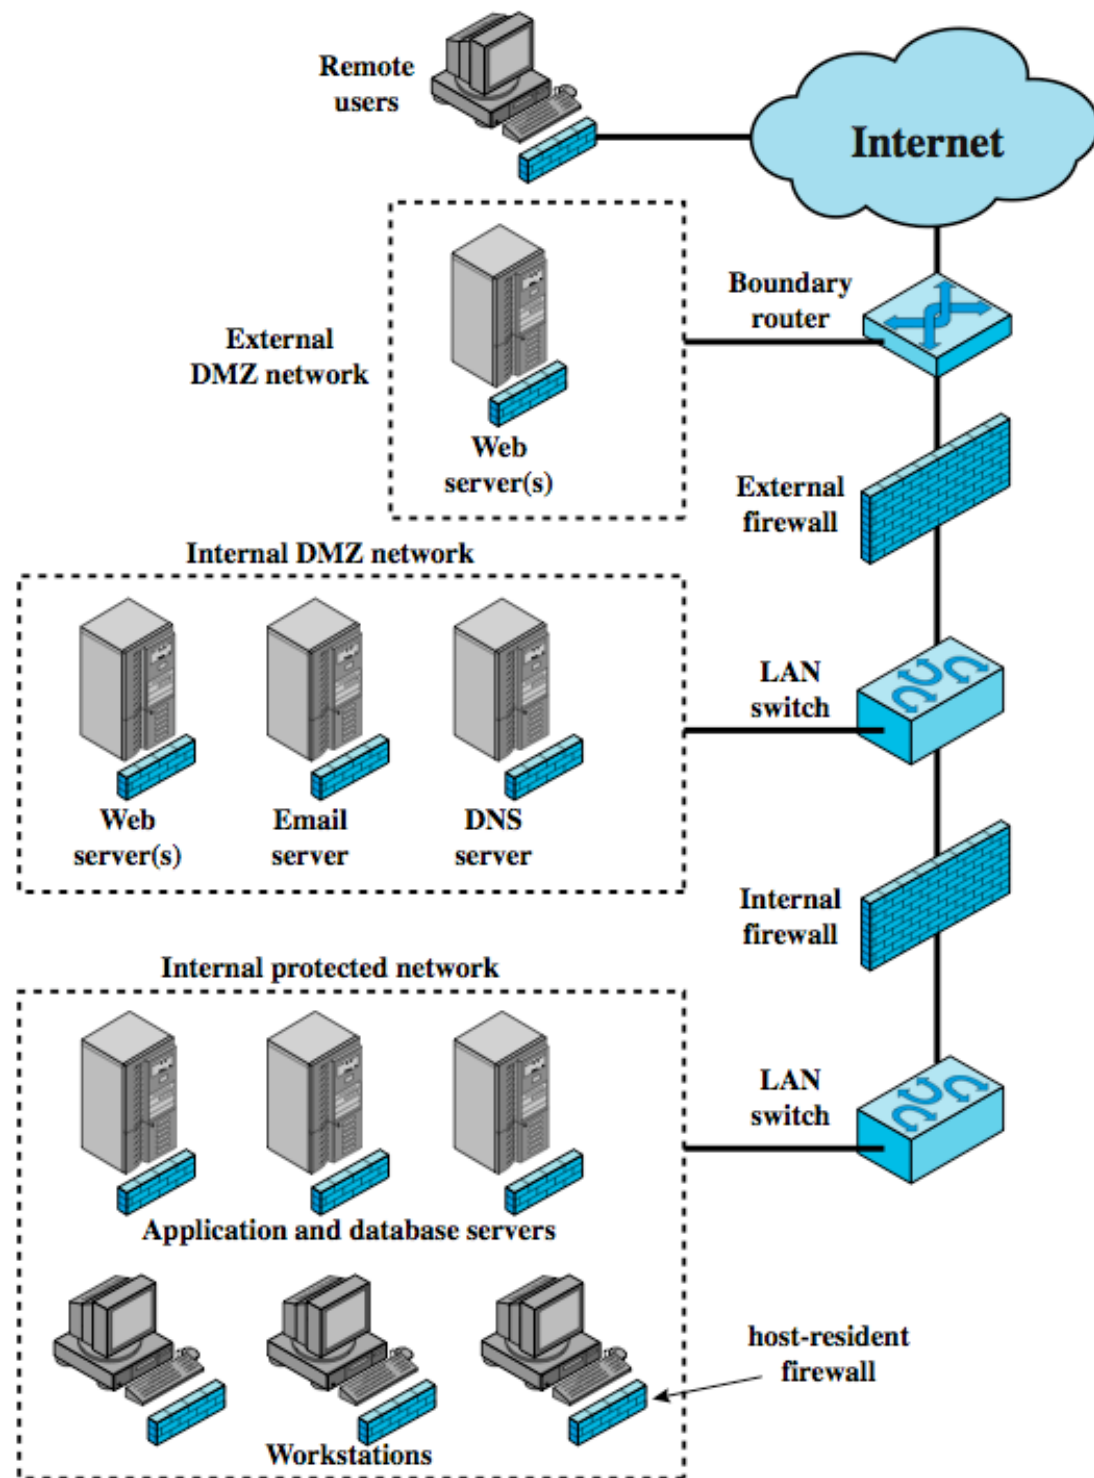 Remote
users
Internet
Boundary
router
External
DMZ network
Web
server(s)
External
firewall
Internal DMZ network
LAN
switch
Web
server(s)
Email
server
DNS
server
Internal
firewall
Internal protected network
LAN
switch
Application and database servers
host-resident
firewall
Workstations